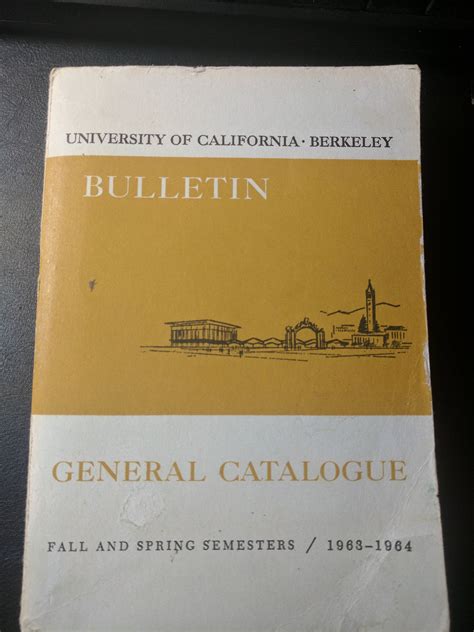 UNIVERSITY OF CALIFORNIA · BERKELEY
BULLETIN
GENERAL CATALOGUE
FALL AND SPRING SEMESTERS / 1963-1964